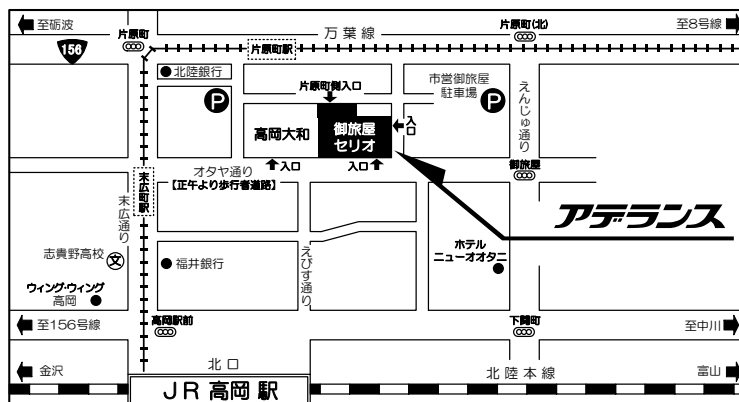 至砺波
片原町
万葉線
片原町(北)
至8号線
156
片原町駅
北陸銀行
片原町側入口
市営御旅屋
駐車場
P
P
えんじゅ通り
高岡大和
御旅屋
セリオ
入口
オタヤ通り
【正午より歩行者道路】
入口
入口
御旅屋
末広町駅
末広通り
アデランス
志貴野高校
文
福井銀行
えびす通り
ホテル
ニューオオタニ
ウィング・ウィング
高岡
至156号線
高岡駅前
下関町
至中川
金沢
北口
北陸本線
富山
JR高岡駅